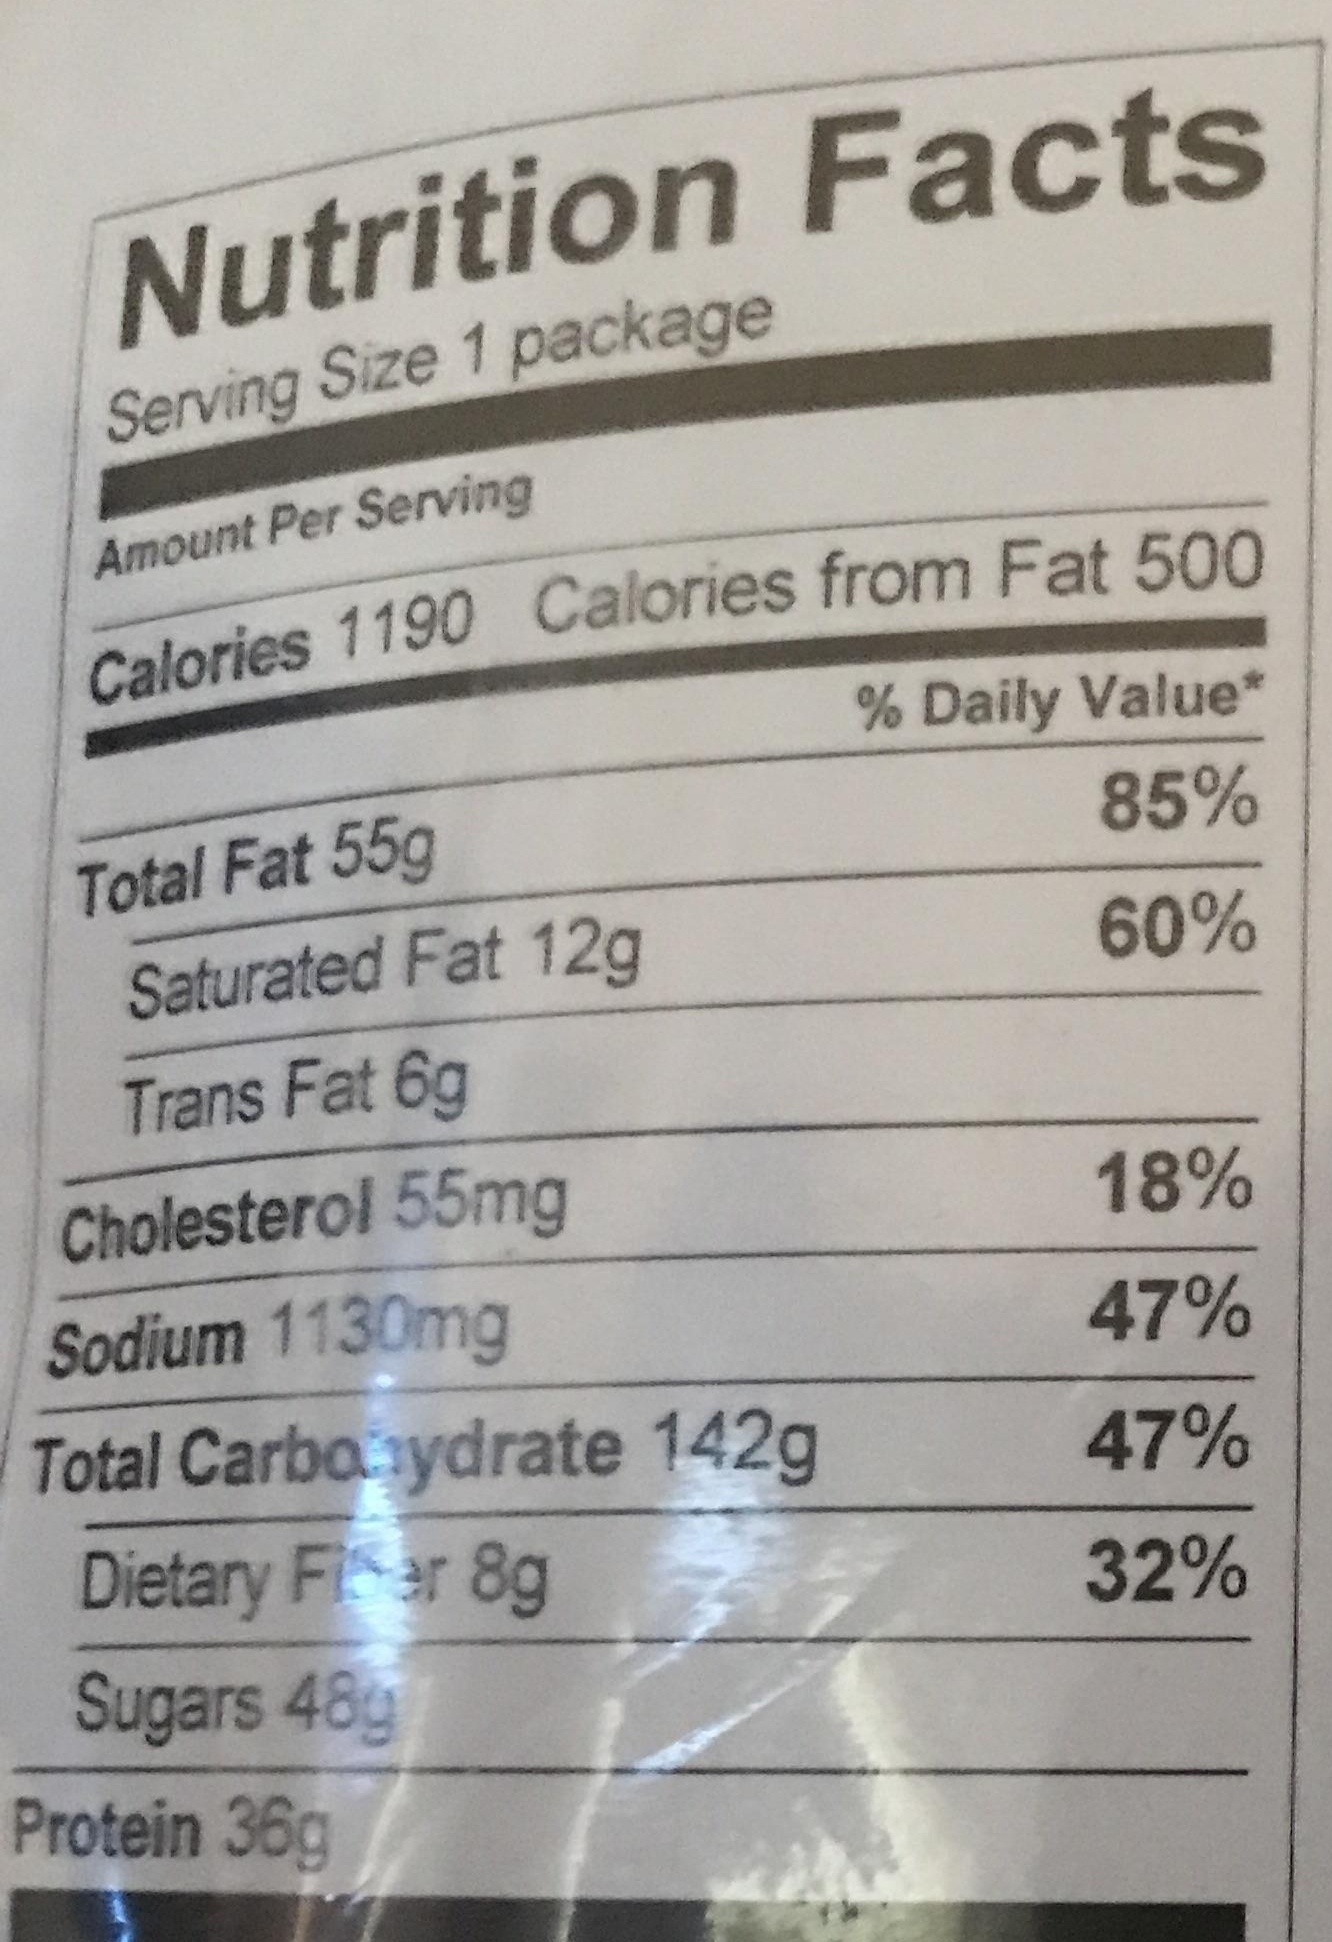 Nutrition Facts
Serving Size 1 package
Amount Per Serving
Calories 1190 Calories from Fat 500
% Daily Value*
Total Fat 55g 85%
Saturated Fat 12g 60%
Trans Fat 6g
Cholesterol 55mg 18%
Sodium 1130mg 47%
Total Carbohydrate 142g 47%
Dietary Fiber 8g 32%
Sugars 48g
Protein 36g